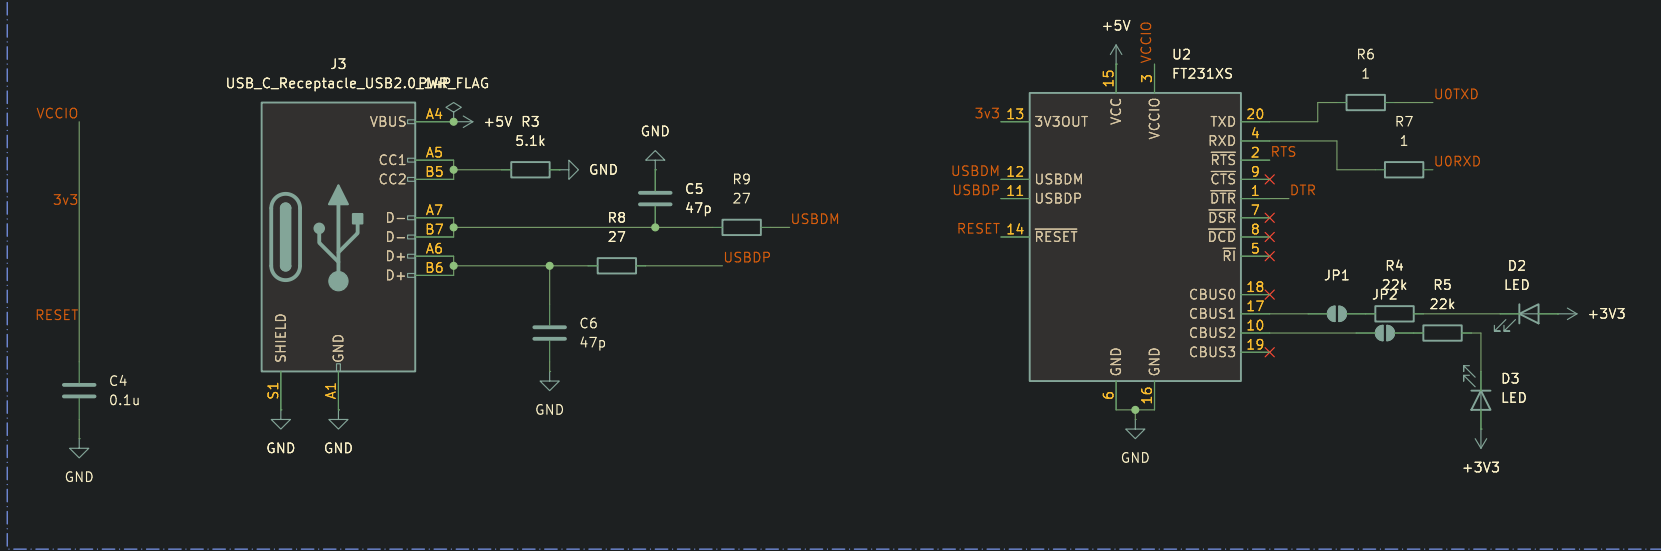 VCCIO
3v3
RESET
C4
0.1u
GND
J3
USB_C_Receptacle_USB2.0_14P
PWR_FLAG
VBUS
A4
+5V
CC1
A5
CC2
B5
R3
5.1k
GND
D-
A7
D-
B7
D+
A6
D+
B6
SHIELD
S1
GND
GND
A1
GND
GND
C5
47p
R9
27
USBDM
R8
27
USBDP
C6
47p
GND
+5V
VCCIO
U2
FT231XS
15
VCC
3
VCCIO
3v3
13
3V3OUT
USBDM
12
USBDM
USBDP
11
USBDP
RESET
14
RESET
TXD
20
RXD
4
RTS
2
RTS
CTS
9
DTR
1
DTR
DSR
7
DCD
8
RI
5
CBUS0
18
CBUS1
17
CBUS2
10
CBUS3
19
GND
6
GND
16
GND
R6
1
U0TXD
R7
1
U0RXD
JP1
R4
22k
JP2
R5
22k
D2
LED
+3V3
D3
LED
+3V3